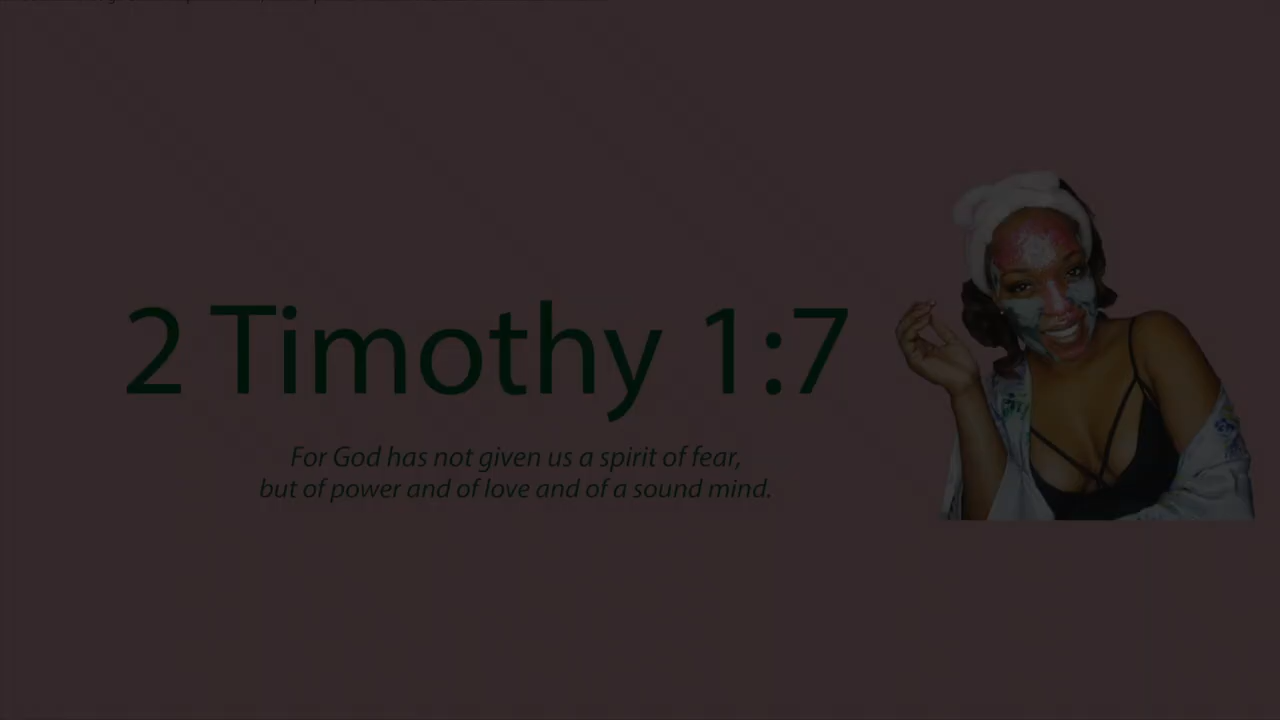 2 Timothy 1:7
For God has not given us a spirit of fear,
but of power and of love and of a sound mind.